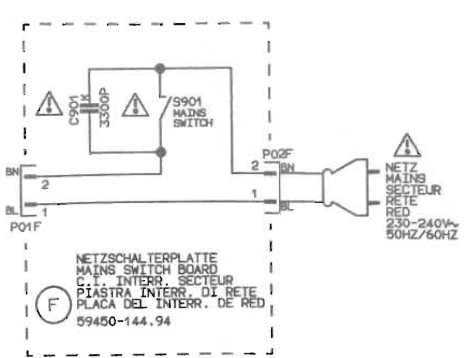 C901
3300P
S901
MAINS
SWITCH
P02F
2
BN
1
BL
NETZ
MAINS
SECTEUR
RETE
RED
230-240V~
50HZ/60HZ
BN
2
BL
1
P01F
NETZSCHALTERPLATTE
MAINS SWITCH BOARD
C.I. INTERR. SECTEUR
PIASTRA INTERR. DI RETE
PLACA DEL INTERR. DE RED
F
59450-144.94